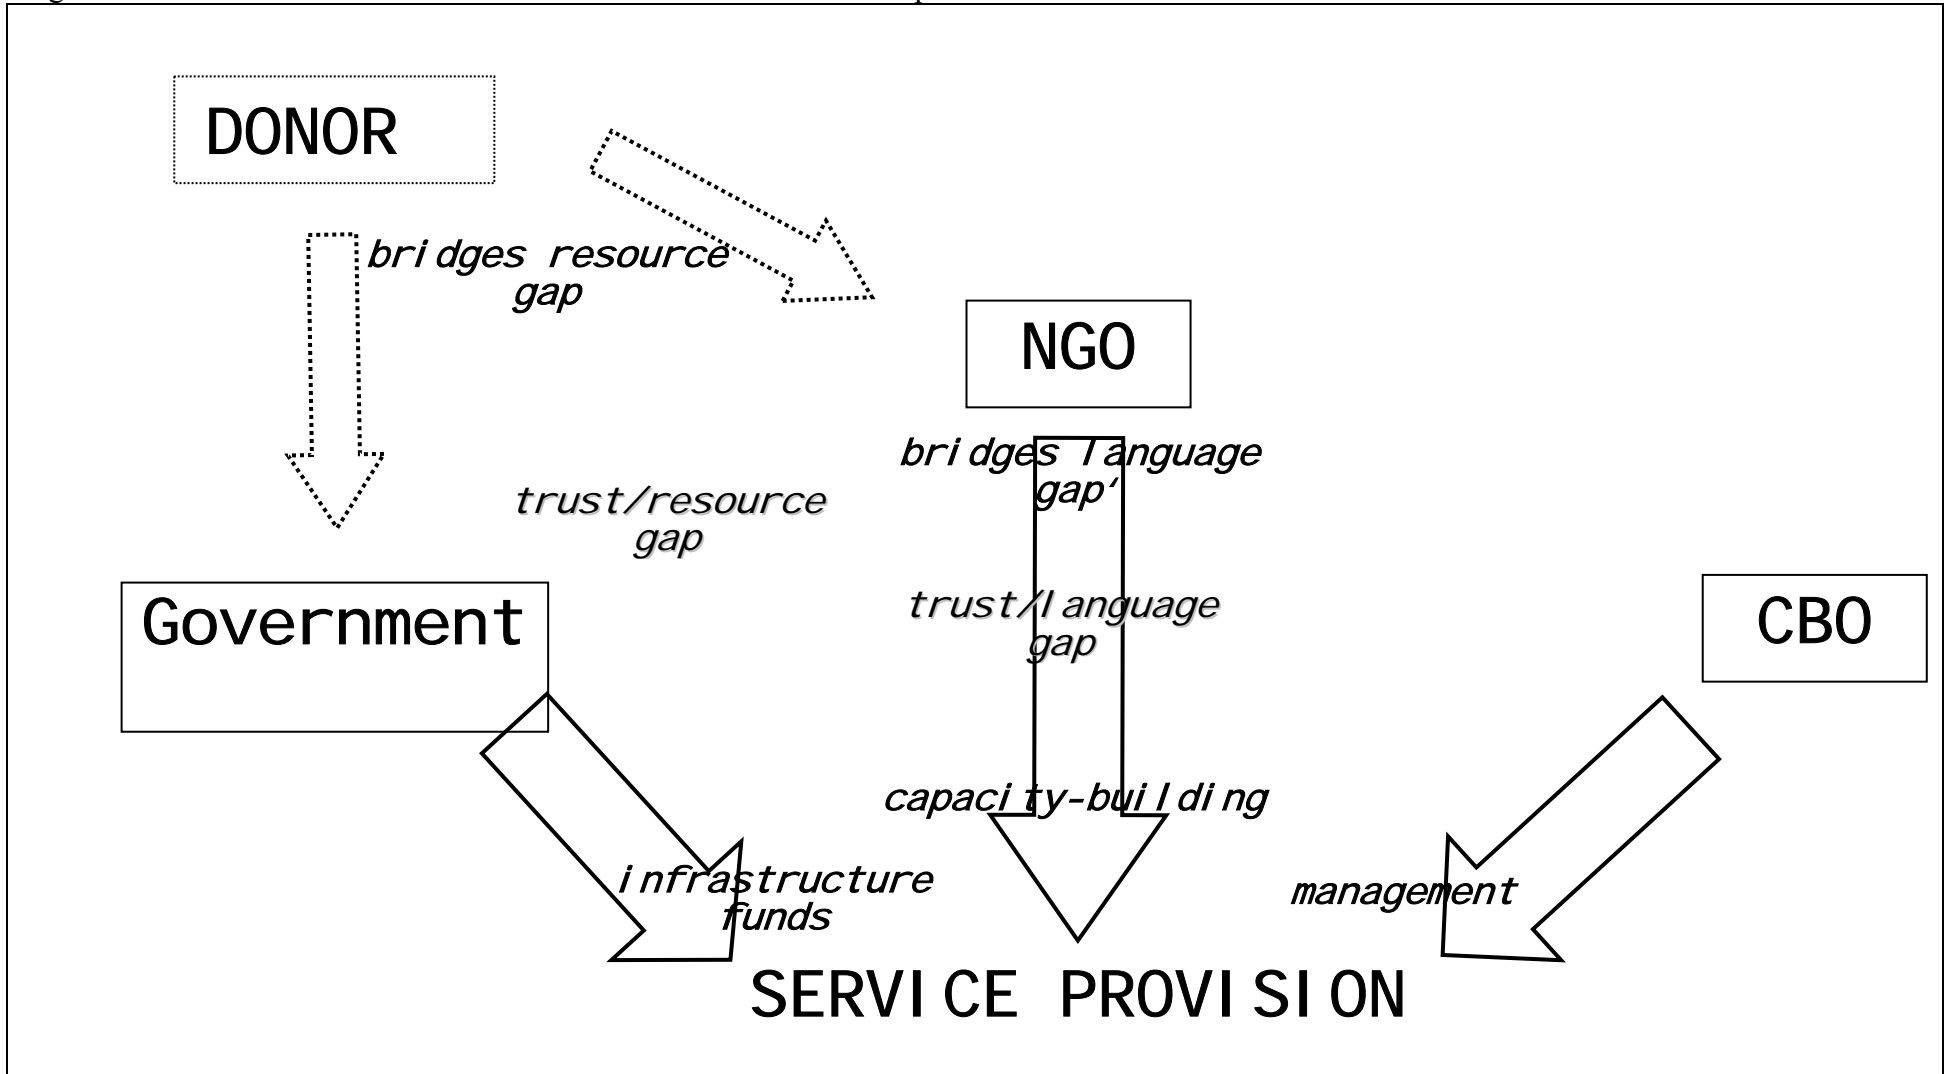 DONOR
bridges resource
gap
NGO
bridges language
gap'
trust/resource
gap
Government
trust/language
gap
CBO
capacity-building
infrastructure
funds
management
SERVICE PROVISION